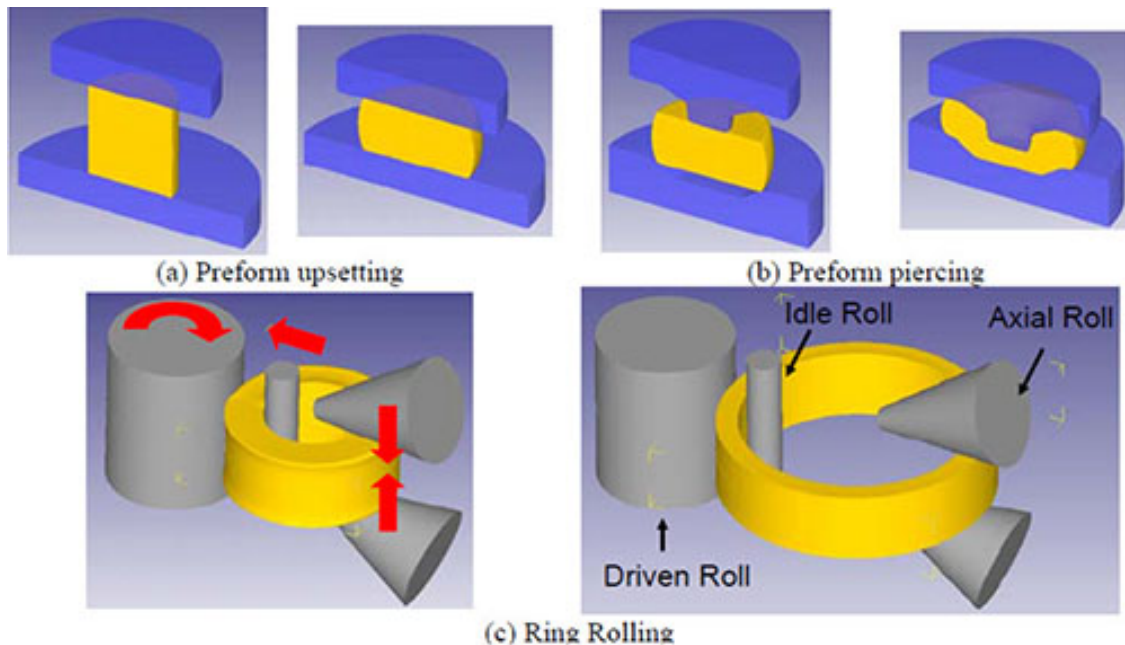 (a) Preform upsetting
(b) Preform piercing
Idle Roll
Axial Roll
Driven Roll
(c) Ring Rolling